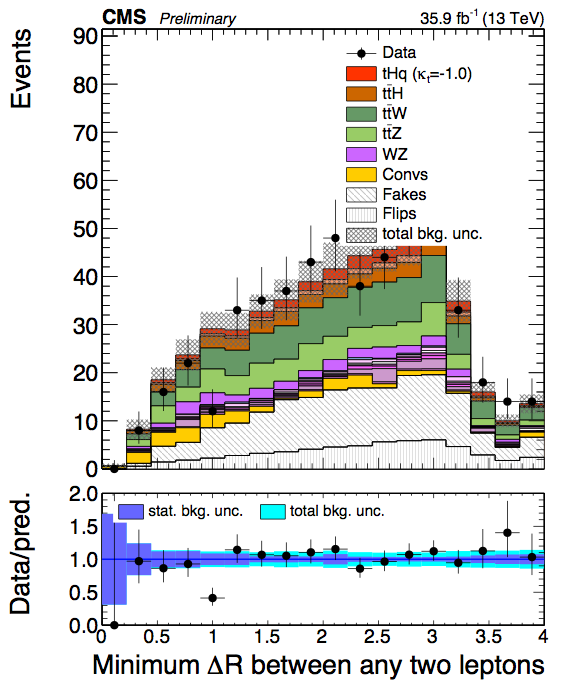 CMS Preliminary 35.9 fb⁻¹ (13 TeV)
Events
90
80
70
60
50
40
30
20
10
0
Data
tHq (κt=-1.0)
tt̄H
tt̄W
tt̄Z
WZ
Convs
Fakes
Flips
total bkg. unc.
Data/pred.
2.0
1.5
1.0
0.5
0.0
stat. bkg. unc. total bkg. unc.
0 0.5 1 1.5 2 2.5 3 3.5 4
Minimum ΔR between any two leptons